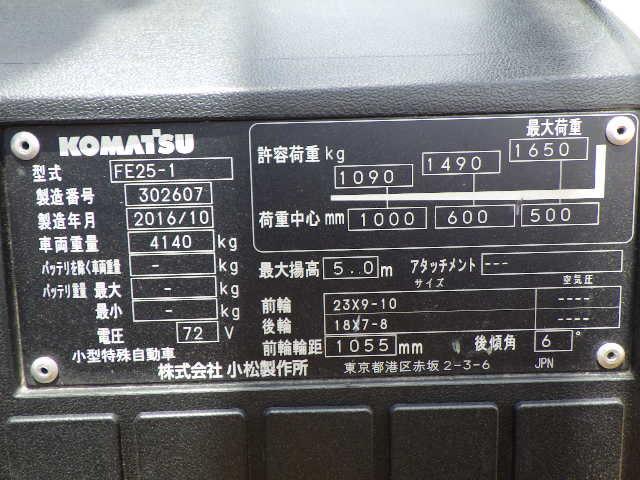 KOMATSU
型式 FE25-1
製造番号 302607
製造年月 2016/10
車両重量 4140 kg
バッテリを除く車両重量 - kg
バッテリ重量 最大 - kg
最小 - kg
電圧 72 V
小型特殊自動車
最大荷重
許容荷重 kg 1090 1490 1650
荷重中心 mm 1000 600 500
最大揚高 5.0 m アタッチメント ---
サイズ 空気圧
前輪 23X9-10 ----
後輪 18X7-8 ----
前輪輪距 1055 mm 後傾角 6 °
株式会社 小松製作所 東京都港区赤坂2-3-6 JPN